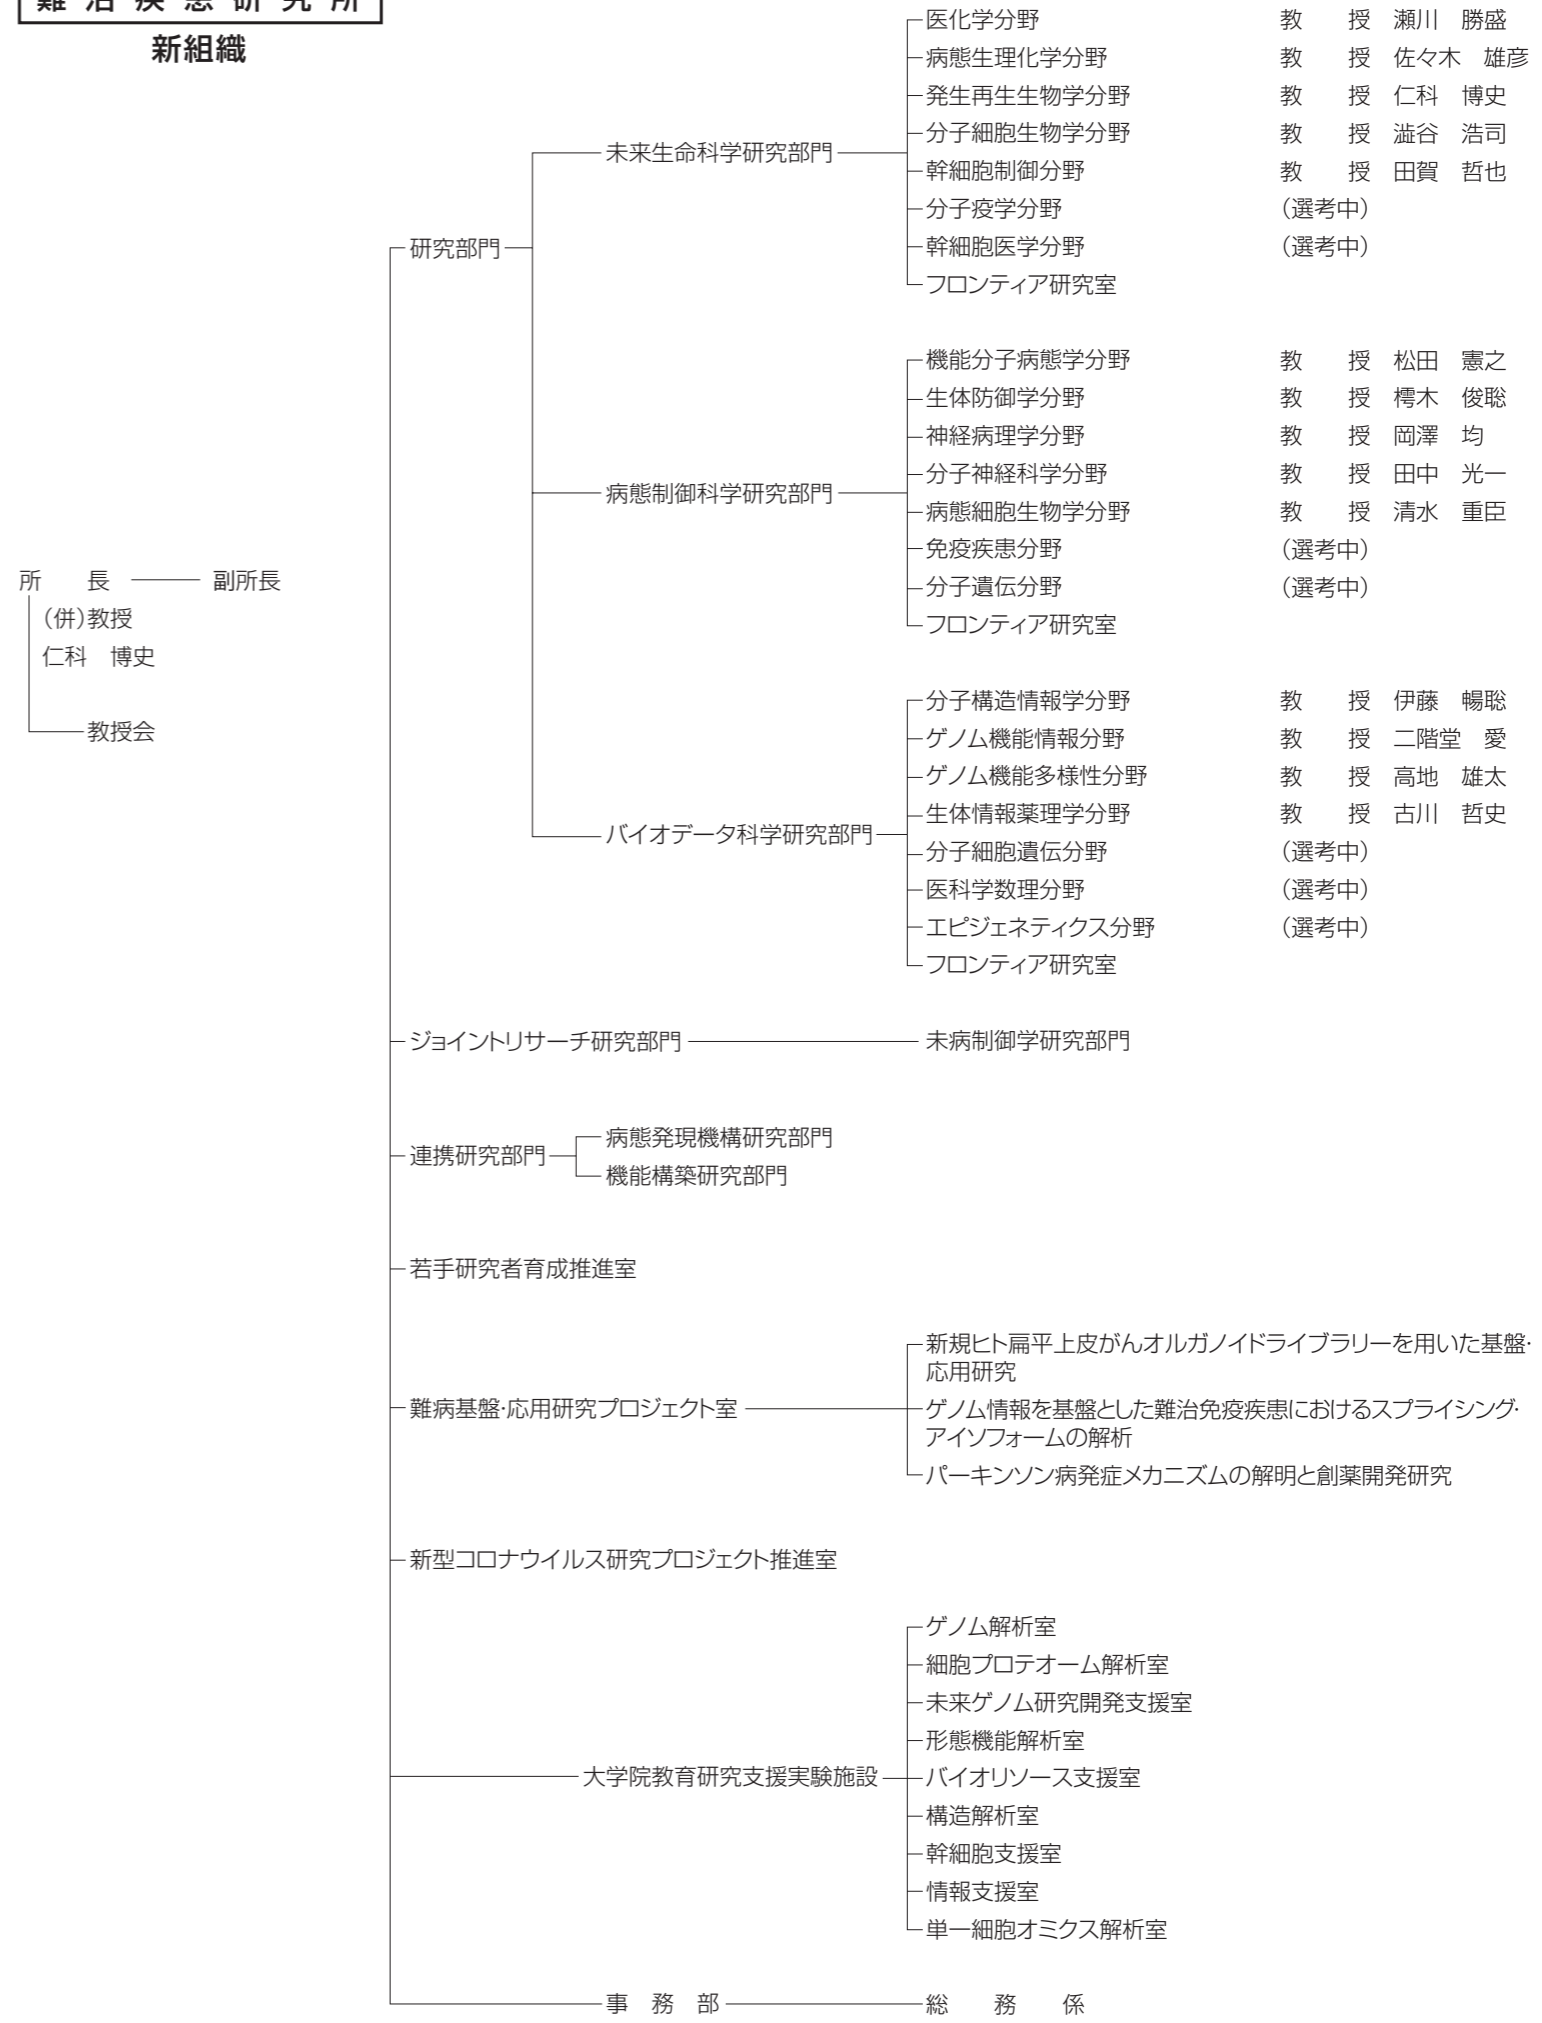 難治疾患研究所
新組織
所　長　副所長
(併)教授
仁科　博史
教授会
研究部門
未来生命科学研究部門
医化学分野　教　授　瀬川　勝盛
病態生理化学分野　教　授　佐々木　雄彦
発生再生生物学分野　教　授　仁科　博史
分子細胞生物学分野　教　授　澁谷　浩司
幹細胞制御分野　教　授　田賀　哲也
分子疫学分野　（選考中）
幹細胞医学分野　（選考中）
フロンティア研究室
病態制御科学研究部門
機能分子病態学分野　教　授　松田　憲之
生体防御学分野　教　授　樗木　俊聡
神経病理学分野　教　授　岡澤　均
分子神経科学分野　教　授　田中　光一
病態細胞生物学分野　教　授　清水　重臣
免疫疾患分野　（選考中）
分子遺伝分野　（選考中）
フロンティア研究室
バイオデータ科学研究部門
分子構造情報学分野　教　授　伊藤　暢聡
ゲノム機能情報分野　教　授　二階堂　愛
ゲノム機能多様性分野　教　授　高地　雄太
生体情報薬理学分野　教　授　古川　哲史
分子細胞遺伝分野　（選考中）
医科学数理分野　（選考中）
エピジェネティクス分野　（選考中）
フロンティア研究室
ジョイントリサーチ研究部門　未病制御学研究部門
連携研究部門
病態発現機構研究部門
機能構築研究部門
若手研究者育成推進室
難病基盤·応用研究プロジェクト室
新規ヒト扁平上皮がんオルガノイドライブラリーを用いた基盤·
応用研究
ゲノム情報を基盤とした難治免疫疾患におけるスプライシング·
アイソフォームの解析
パーキンソン病発症メカニズムの解明と創薬開発研究
新型コロナウイルス研究プロジェクト推進室
大学院教育研究支援実験施設
ゲノム解析室
細胞プロテオーム解析室
未来ゲノム研究開発支援室
形態機能解析室
バイオリソース支援室
構造解析室
幹細胞支援室
情報支援室
単一細胞オミクス解析室
事　務　部　総　務　係